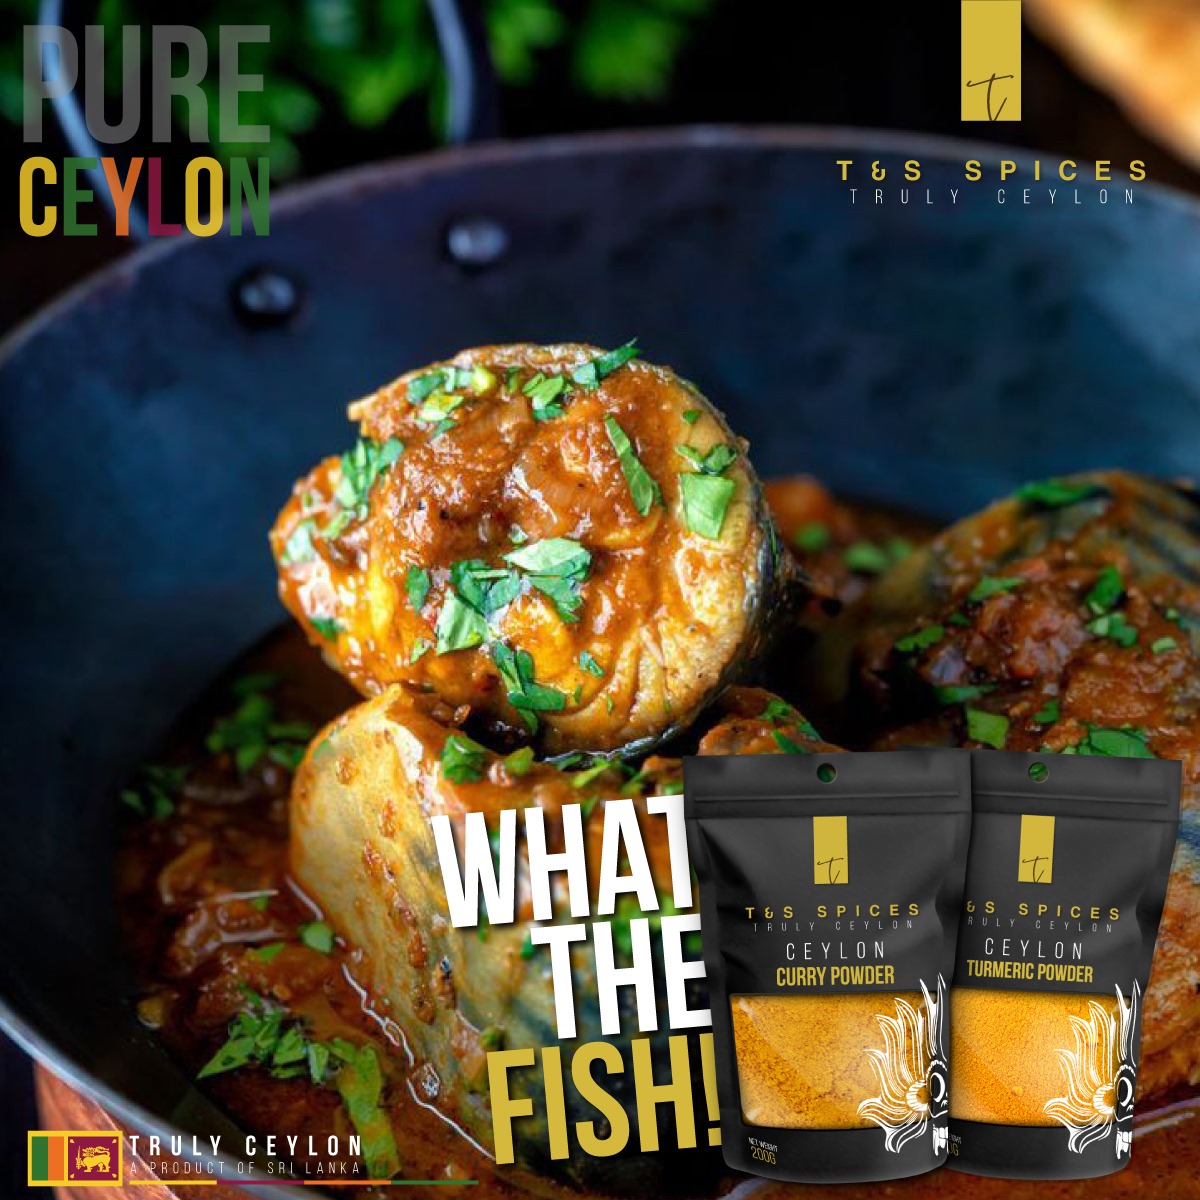 PURE
CEYLON
t
T&S SPICES
TRULY CEYLON
WHAT
THE
FISH!
t
T&S SPICES
TRULY CEYLON
CEYLON
CURRY POWDER
NET WEIGHT
200G
t
&S SPICES
RULY CEYLON
CEYLON
TURMERIC POWDER
TRULY CEYLON
A PRODUCT OF SRI LANKA